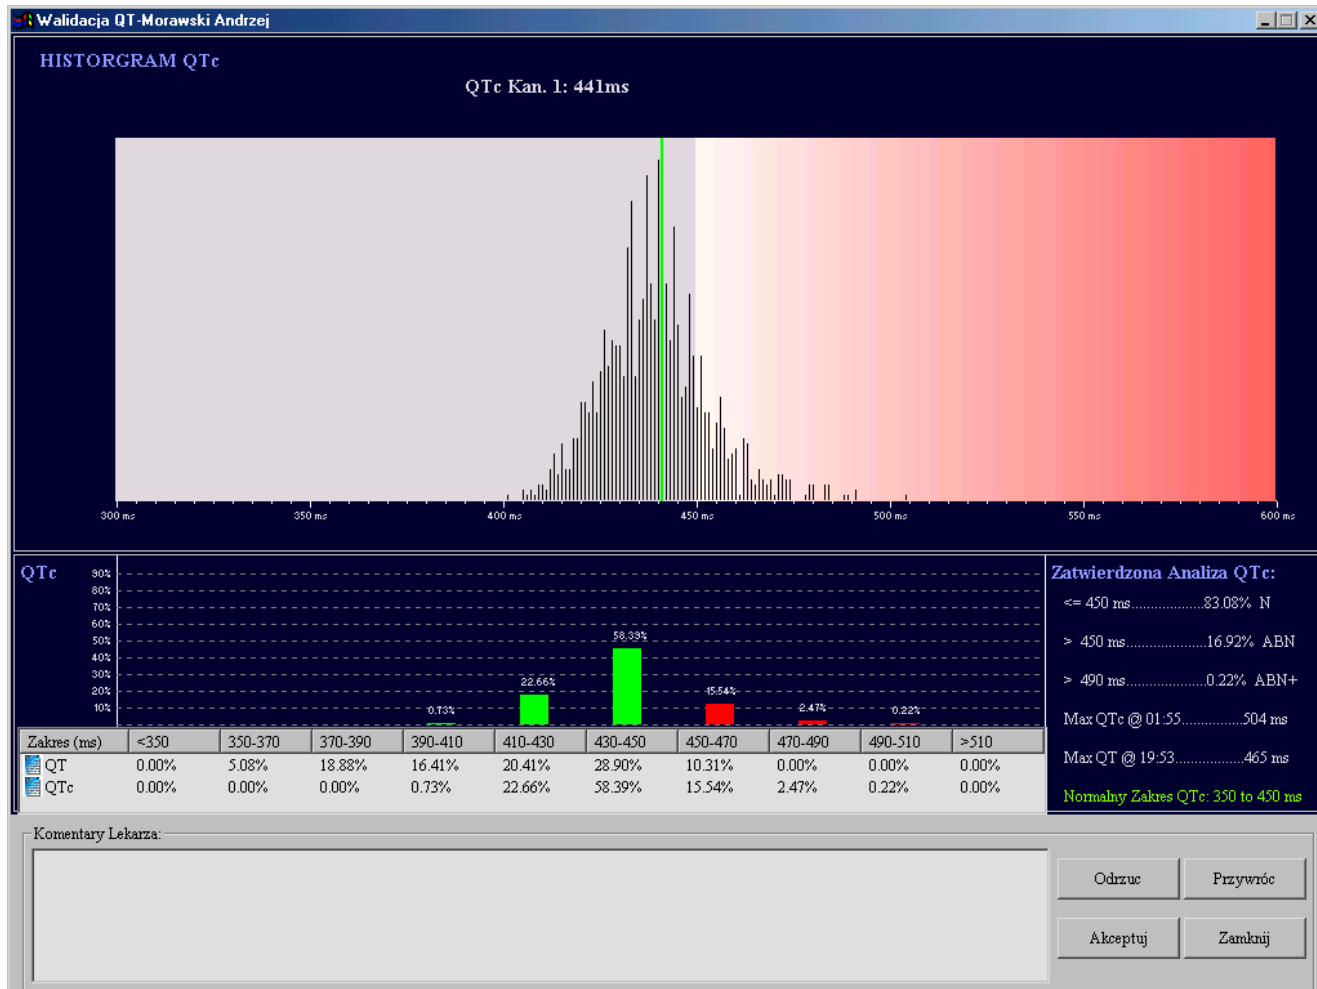 Walidacja QT-Morawski Andrzej
HISTORGRAM QTc
QTc Kan. 1: 441ms
300 ms 350 ms 400 ms 450 ms 500 ms 550 ms 600 ms
QTc
90%
80%
70%
60%
50%
40%
30%
20%
10%
0.73% 22.66% 58.39% 15.54% 2.47% 0.22%
Zakres (ms) <350 350-370 370-390 390-410 410-430 430-450 450-470 470-490 490-510 >510
QT 0.00% 5.08% 18.88% 16.41% 20.41% 28.90% 10.31% 0.00% 0.00% 0.00%
QTc 0.00% 0.00% 0.00% 0.73% 22.66% 58.39% 15.54% 2.47% 0.22% 0.00%
Zatwierdzona Analiza QTc:
<= 450 ms..................83.08% N
> 450 ms....................16.92% ABN
> 490 ms....................0.22% ABN+
Max QTc @ 01:55...............504 ms
Max QT @ 19:53.................465 ms
Normalny Zakres QTc: 350 to 450 ms
Komentary Lekarza:
Odrzuc Przywróc
Akceptuj Zamknij